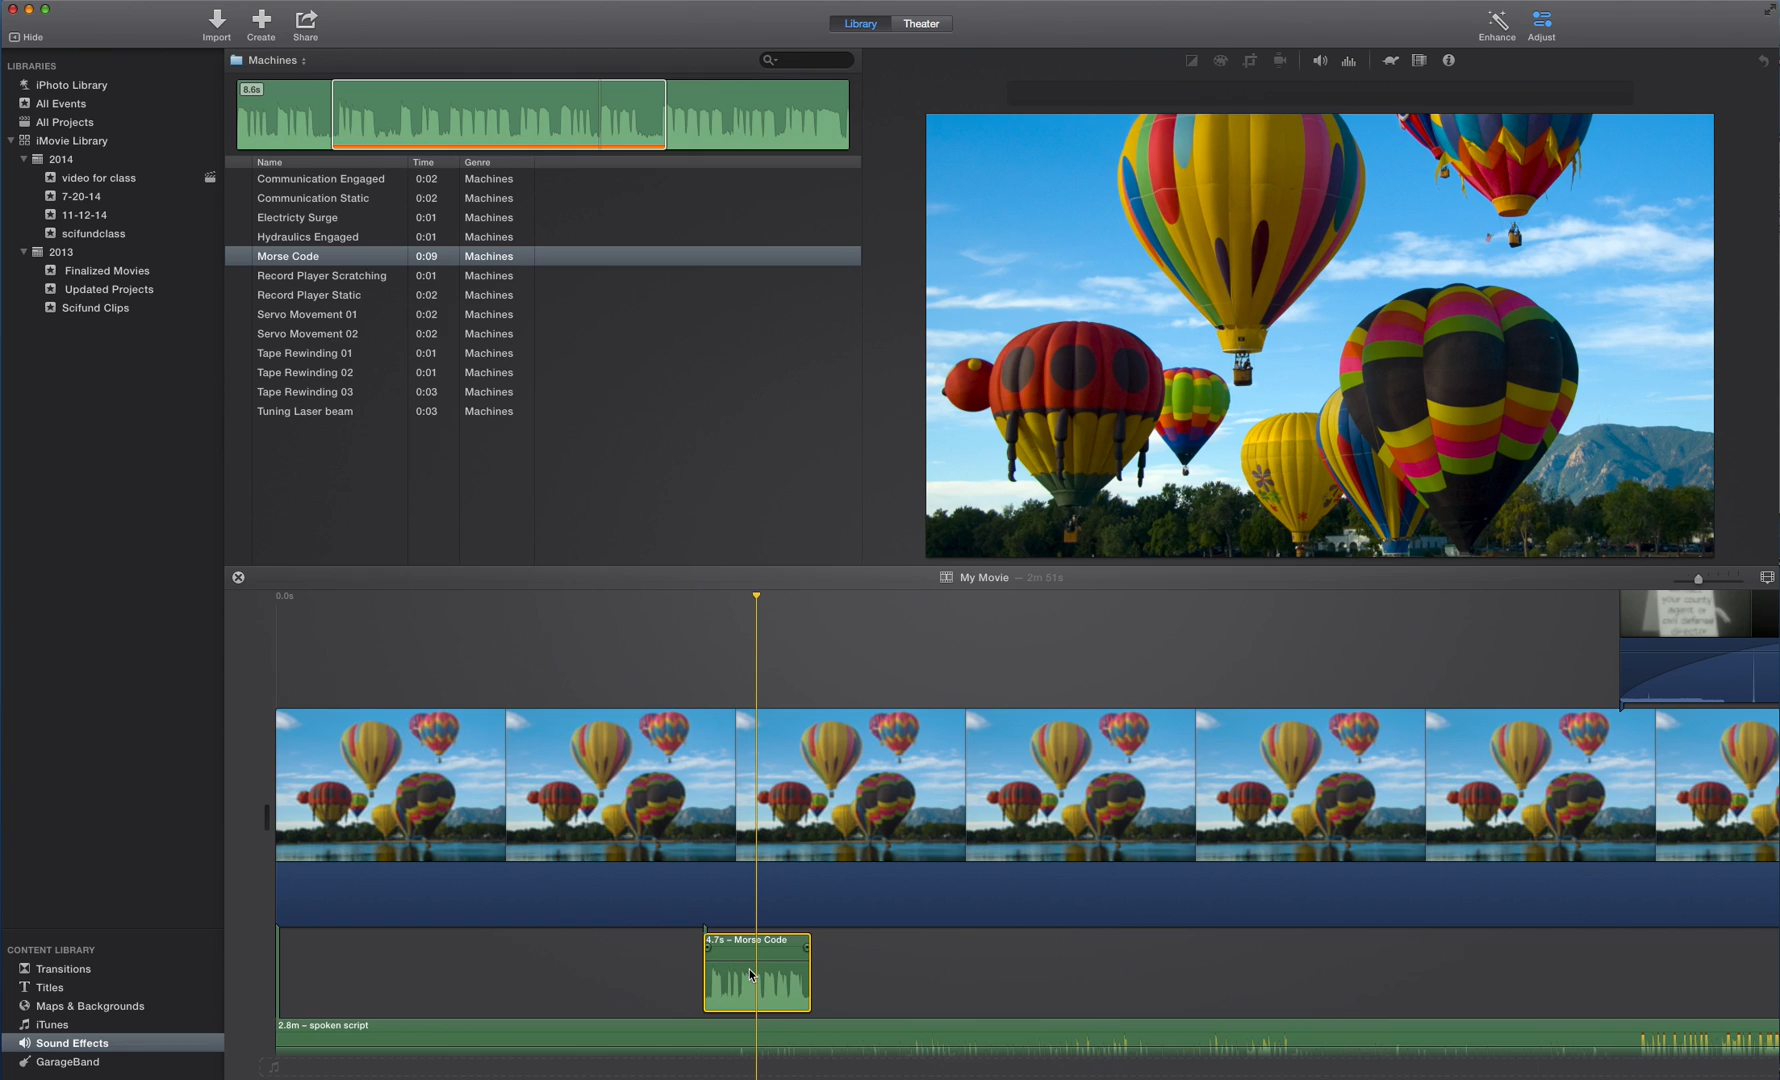 Hide
Import
Create
Share
Library
Theater
Enhance
Adjust
LIBRARIES
iPhoto Library
All Events
All Projects
iMovie Library
2014
video for class
7-20-14
11-12-14
scifundclass
2013
Finalized Movies
Updated Projects
Scifund Clips
Machines
8.6s
Name Time Genre
Communication Engaged 0:02 Machines
Communication Static 0:02 Machines
Electricty Surge 0:01 Machines
Hydraulics Engaged 0:01 Machines
Morse Code 0:09 Machines
Record Player Scratching 0:01 Machines
Record Player Static 0:02 Machines
Servo Movement 01 0:02 Machines
Servo Movement 02 0:02 Machines
Tape Rewinding 01 0:01 Machines
Tape Rewinding 02 0:01 Machines
Tape Rewinding 03 0:03 Machines
Tuning Laser beam 0:03 Machines
My Movie – 2m 51s
0.0s
your county
agent or
civil defense
director
4.7s – Morse Code
2.8m – spoken script
CONTENT LIBRARY
Transitions
Titles
Maps & Backgrounds
iTunes
Sound Effects
GarageBand